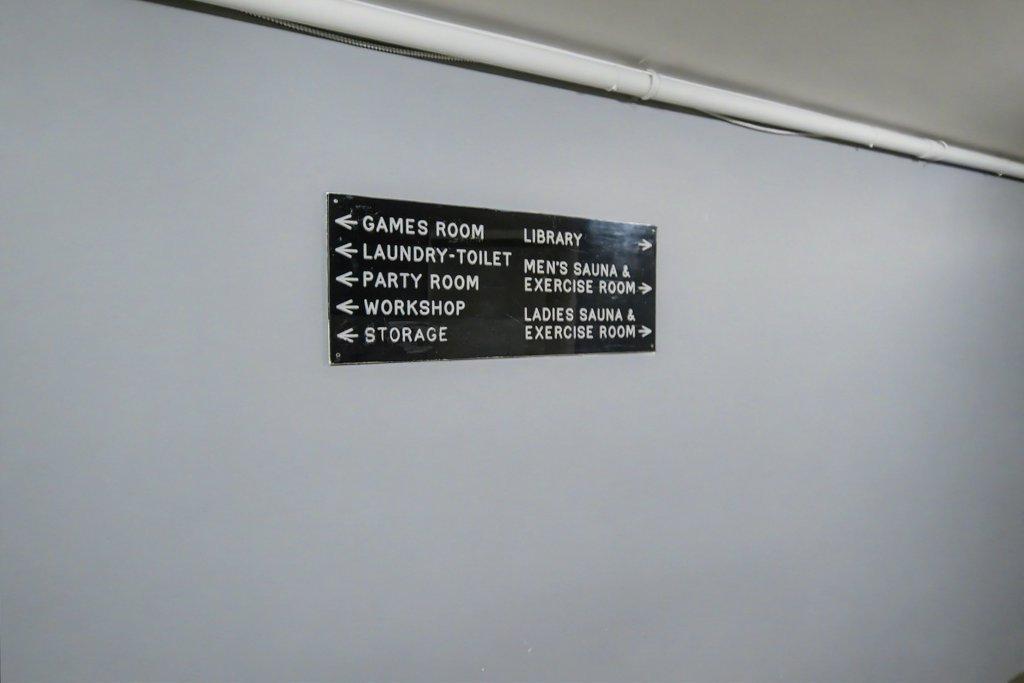 ← GAMES ROOM
← LAUNDRY-TOILET
← PARTY ROOM
← WORKSHOP
← STORAGE
LIBRARY →
MEN'S SAUNA &
EXERCISE ROOM →
LADIES SAUNA &
EXERCISE ROOM →